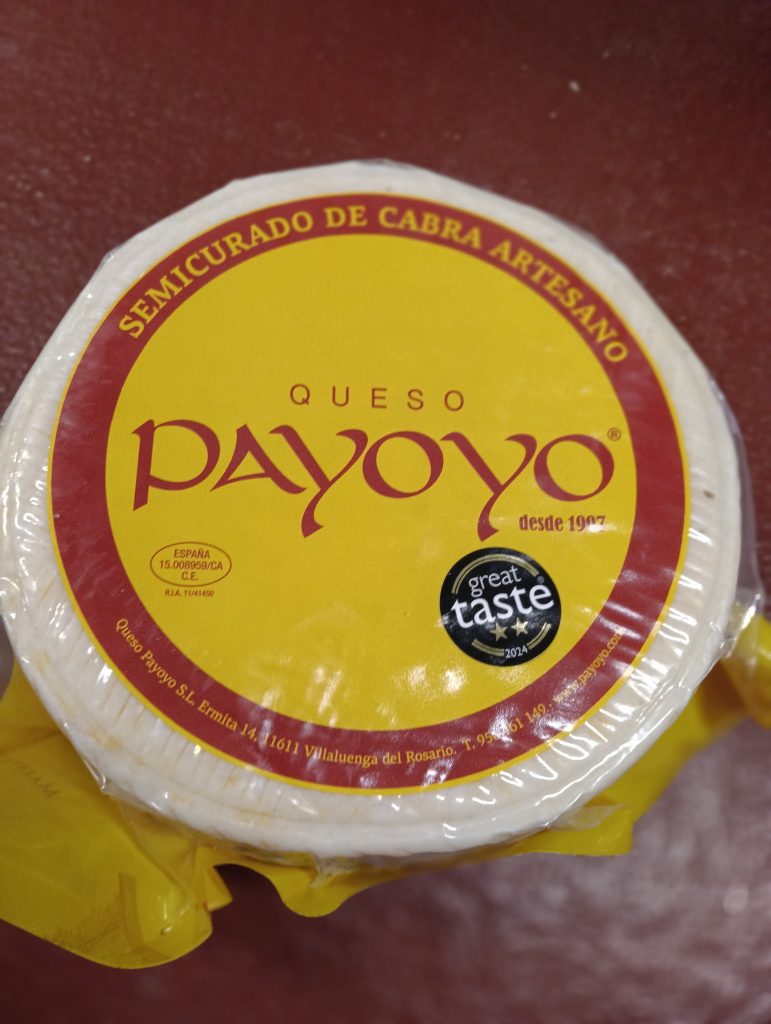 SEMICURADO DE CABRA ARTESANO
QUESO
PAYOYO®
desde 1997
ESPAÑA
15.008959/CA
C.E.
R.I.A. 11/41450
great
taste®
2024
Queso Payoyo S.L. Ermita 14. 11611 Villaluenga del Rosario. T.